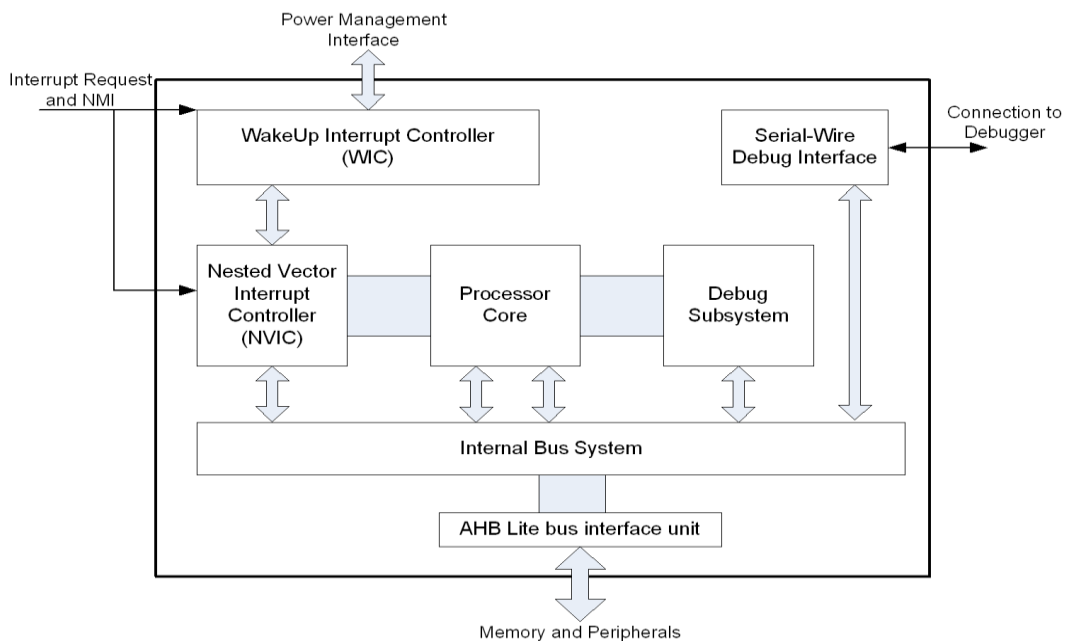 Power Management
Interface
Interrupt Request
and NMI
WakeUp Interrupt Controller
(WIC)
Serial-Wire
Debug Interface
Connection to
Debugger
Nested Vector
Interrupt
Controller
(NVIC)
Processor
Core
Debug
Subsystem
Internal Bus System
AHB Lite bus interface unit
Memory and Peripherals